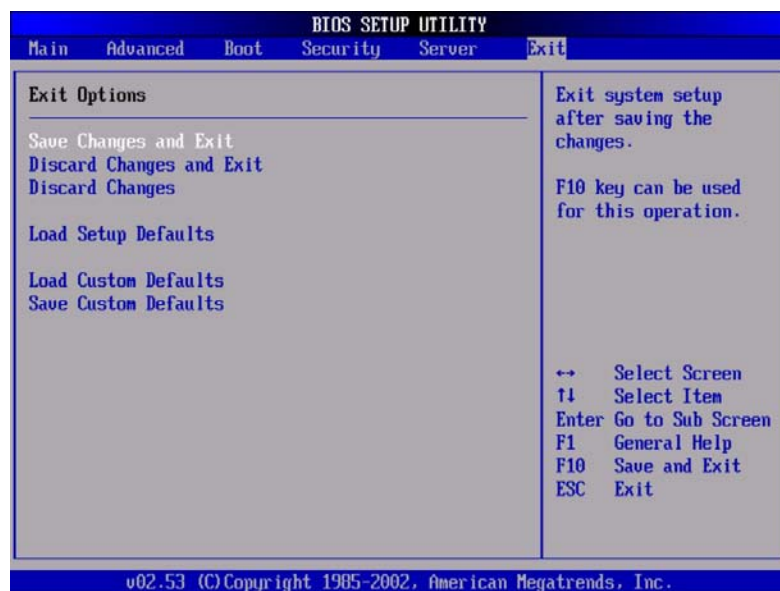 BIOS SETUP UTILITY
Main Advanced Boot Security Server Exit
Exit Options
Save Changes and Exit
Discard Changes and Exit
Discard Changes
Load Setup Defaults
Load Custom Defaults
Save Custom Defaults
Exit system setup
after saving the
changes.
F10 key can be used
for this operation.
↔ Select Screen
↑↓ Select Item
Enter Go to Sub Screen
F1 General Help
F10 Save and Exit
ESC Exit
v02.53 (C)Copyright 1985-2002, American Megatrends, Inc.